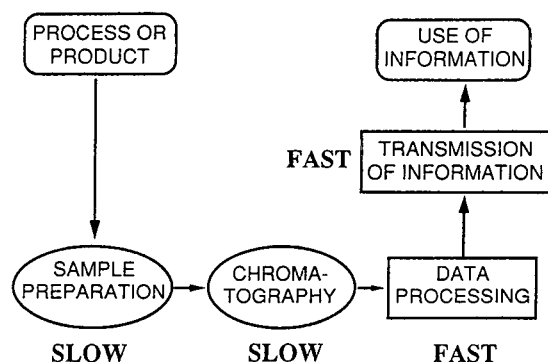 PROCESS OR
PRODUCT
USE OF
INFORMATION
FAST
TRANSMISSION
OF INFORMATION
SAMPLE
PREPARATION
CHROMA-
TOGRAPHY
DATA
PROCESSING
SLOW
SLOW
FAST